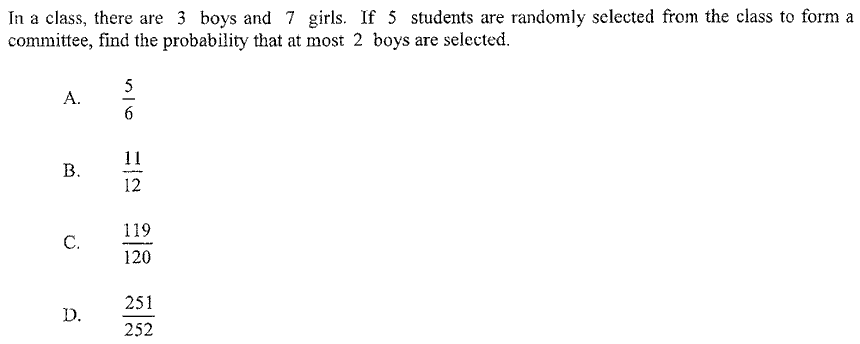 In a class, there are 3 boys and 7 girls. If 5 students are randomly selected from the class to form a
committee, find the probability that at most 2 boys are selected.
A. 5/6
B. 11/12
C. 119/120
D. 251/252